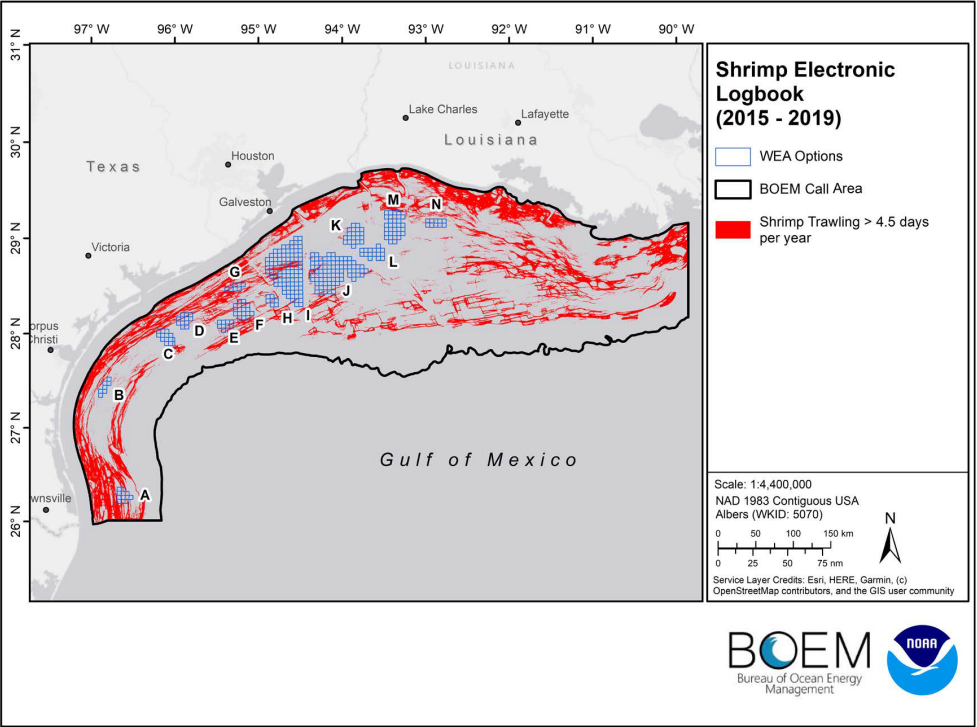 97° W 96° W 95° W 94° W 93° W 92° W 91° W 90° W
31° N
30° N
29° N
28° N
27° N
26° N
LOUISIANA
Lake Charles
Lafayette
Louisiana
Texas
Houston
Galveston
Victoria
orpus
Christi
wnsville
M
N
K
L
G
J
H
I
F
D
E
C
B
A
Gulf of Mexico
Shrimp Electronic
Logbook
(2015 - 2019)
WEA Options
BOEM Call Area
Shrimp Trawling > 4.5 days
per year
Scale: 1:4,400,000
NAD 1983 Contiguous USA
Albers (WKID: 5070)
N
0 50 100 150 km
0 25 50 75 nm
Service Layer Credits: Esri, HERE, Garmin, (c)
OpenStreetMap contributors, and the GIS user community
BOEM
Bureau of Ocean Energy
Management
NOAA